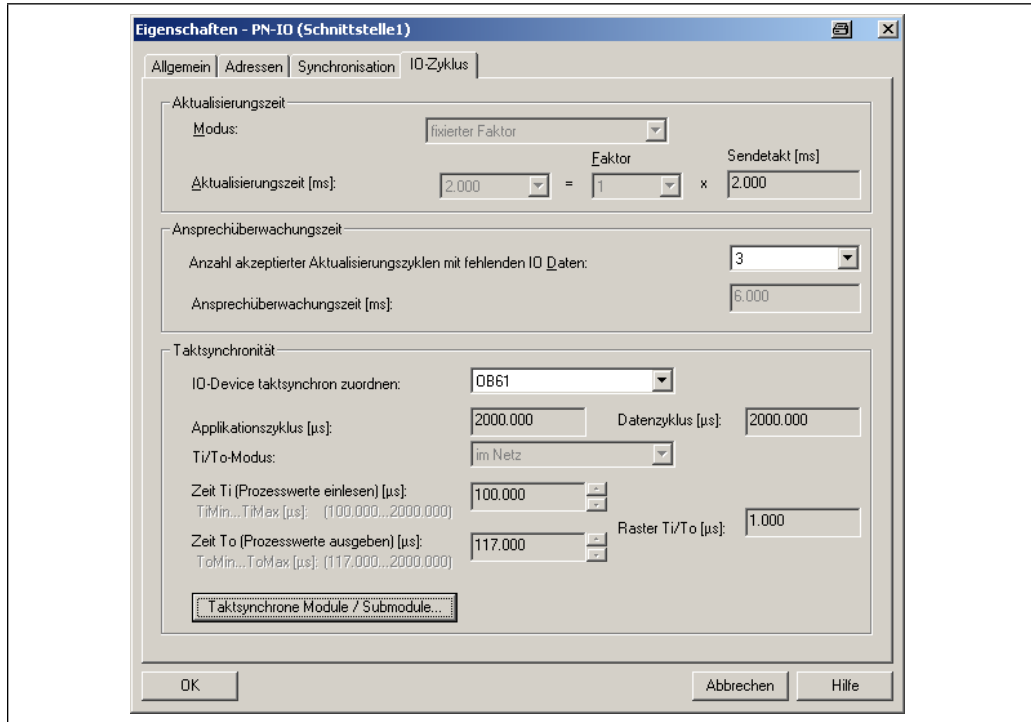 Eigenschaften - PN-IO (Schnittstelle1)
Allgemein Adressen Synchronisation IO-Zyklus
Aktualisierungszeit
Modus: fixierter Faktor
Faktor Sendetakt [ms]
Aktualisierungszeit [ms]: 2.000 = 1 x 2.000
Ansprechüberwachungszeit
Anzahl akzeptierter Aktualisierungszyklen mit fehlenden IO Daten: 3
Ansprechüberwachungszeit [ms]: 6.000
Taktsynchronität
IO-Device taktsynchron zuordnen: OB61
Applikationszyklus [µs]: 2000.000 Datenzyklus [µs]: 2000.000
Ti/To-Modus: im Netz
Zeit Ti (Prozesswerte einlesen) [µs]: 100.000
TiMin...TiMax [µs]: (100.000...2000.000)
Raster Ti/To [µs]: 1.000
Zeit To (Prozesswerte ausgeben) [µs]: 117.000
ToMin...ToMax [µs]: (117.000...2000.000)
Taktsynchrone Module / Submodule...
OK Abbrechen Hilfe